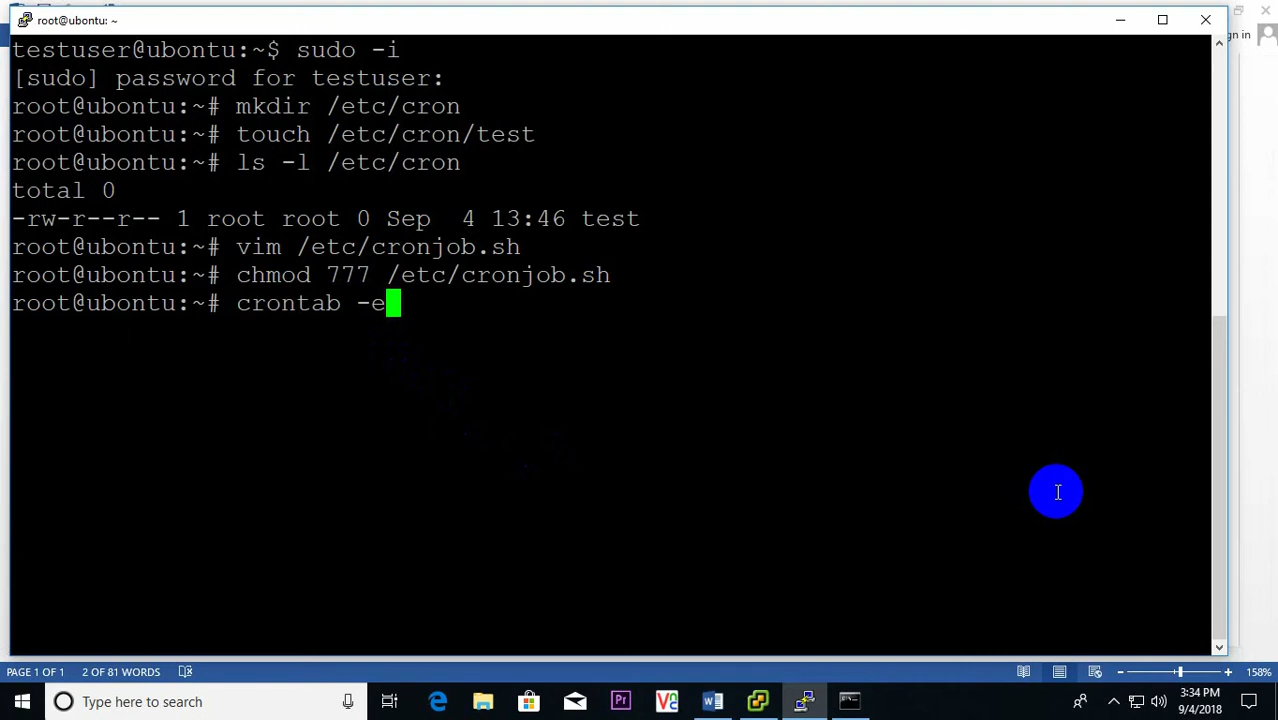 root@ubontu: ~
gn in
testuser@ubontu:~$ sudo -i
[sudo] password for testuser:
root@ubontu:~# mkdir /etc/cron
root@ubontu:~# touch /etc/cron/test
root@ubontu:~# ls -l /etc/cron
total 0
-rw-r--r-- 1 root root 0 Sep  4 13:46 test
root@ubontu:~# vim /etc/cronjob.sh
root@ubontu:~# chmod 777 /etc/cronjob.sh
root@ubontu:~# crontab -e
PAGE 1 OF 1 2 OF 81 WORDS 158%
Type here to search Pr 3:34 PM
9/4/2018